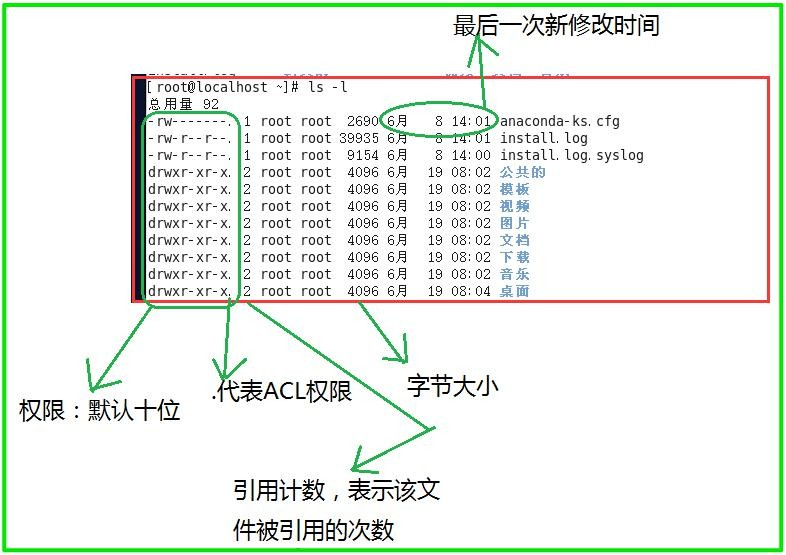 最后一次新修改时间
[root@localhost ~]# ls -l
总用量 92
-rw-------. 1 root root 2690 6月 8 14:01 anaconda-ks.cfg
-rw-r--r--. 1 root root 39935 6月 8 14:01 install.log
-rw-r--r--. 1 root root 9154 6月 8 14:00 install.log.syslog
drwxr-xr-x. 2 root root 4096 6月 19 08:02 公共的
drwxr-xr-x. 2 root root 4096 6月 19 08:02 模板
drwxr-xr-x. 2 root root 4096 6月 19 08:02 视频
drwxr-xr-x. 2 root root 4096 6月 19 08:02 图片
drwxr-xr-x. 2 root root 4096 6月 19 08:02 文档
drwxr-xr-x. 2 root root 4096 6月 19 08:02 下载
drwxr-xr-x. 2 root root 4096 6月 19 08:02 音乐
drwxr-xr-x. 2 root root 4096 6月 19 08:04 桌面
权限：默认十位
.代表ACL权限
字节大小
引用计数，表示该文
件被引用的次数